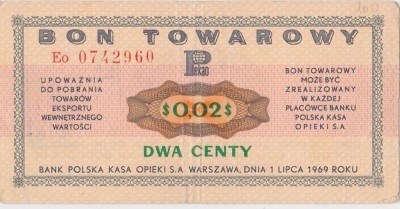 BON TOWAROWY
Eo 0742960
PeKaO
UPOWAŻNIA
DO POBRANIA
TOWARÓW
EKSPORTU
WEWNĘTRZNEGO
WARTOŚCI
$0,02$
BON TOWAROWY
MOŻE BYĆ
ZREALIZOWANY
W KAŻDEJ
PLACÓWCE BANKU
POLSKA KASA
OPIEKI S.A.
DWA CENTY
BANK POLSKA KASA OPIEKI S.A. WARSZAWA, DNIA 1 LIPCA 1969 ROKU